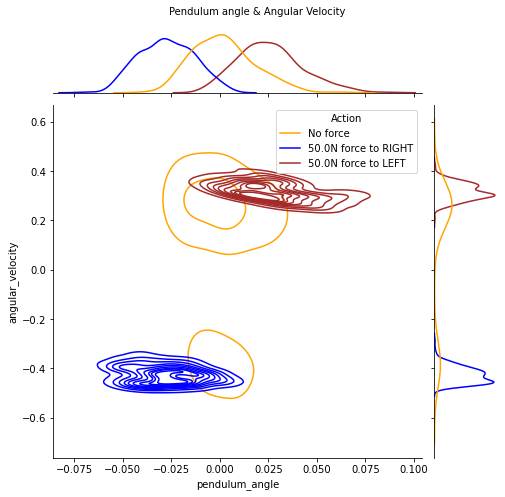 Pendulum angle & Angular Velocity
Action
No force
50.0N force to RIGHT
50.0N force to LEFT
0.6
0.4
0.2
0.0
−0.2
−0.4
−0.6
angular_velocity
−0.075
−0.050
−0.025
0.000
0.025
0.050
0.075
0.100
pendulum_angle